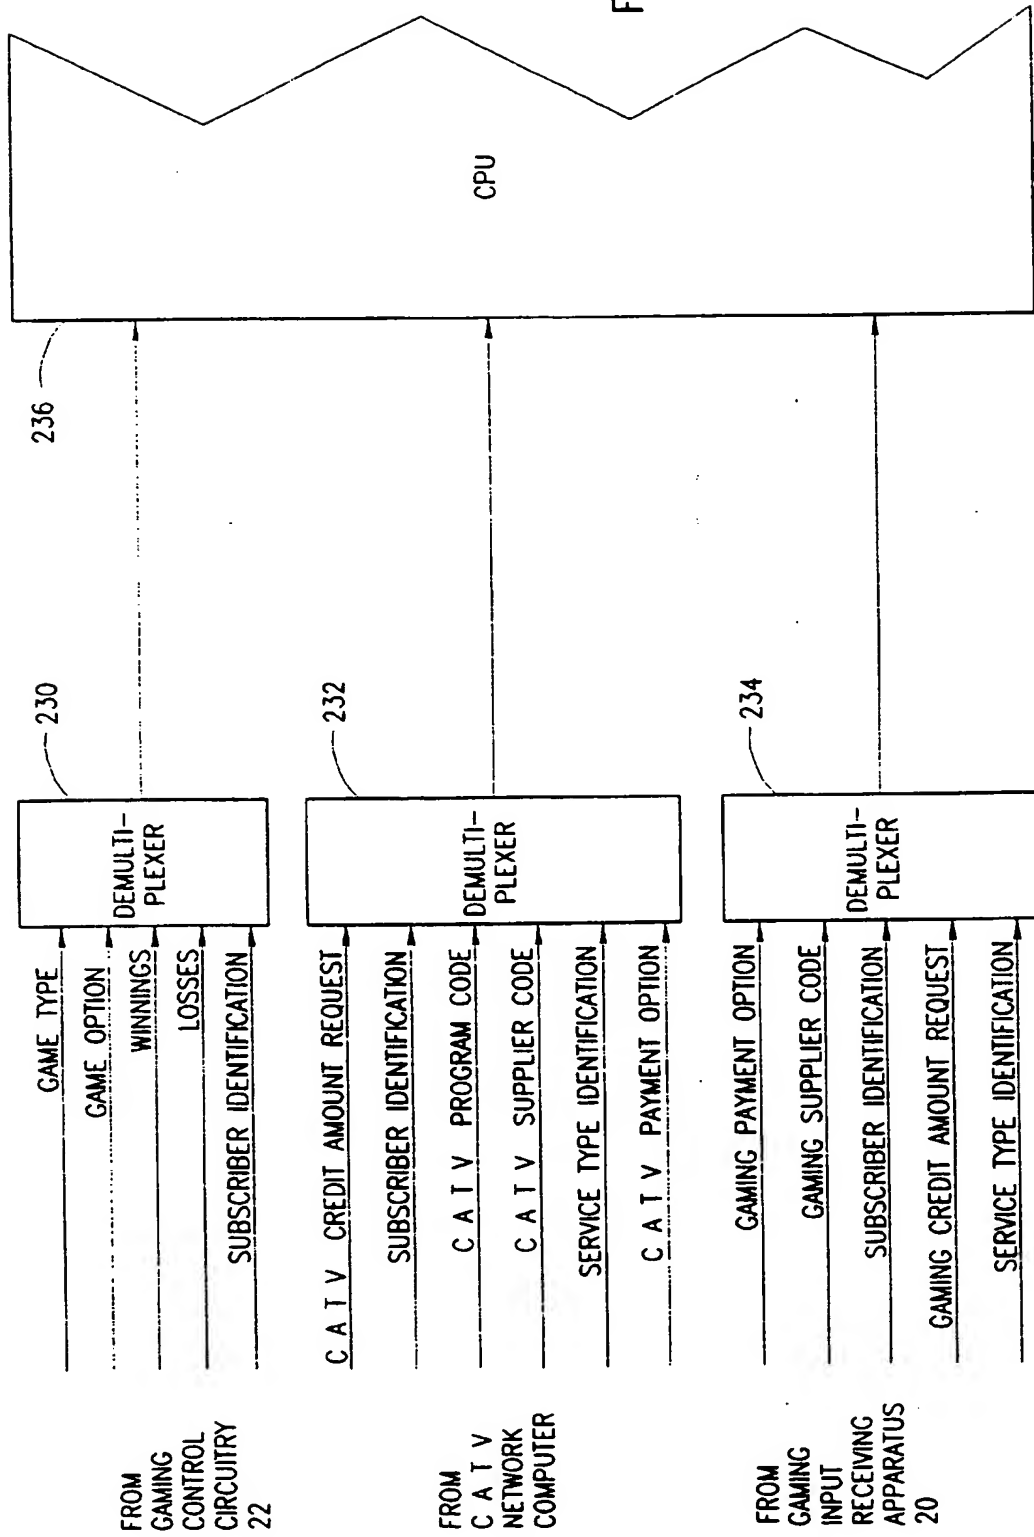 F
236
CPU
230
DEMULTI-
PLEXER
GAME TYPE
GAME OPTION
WINNINGS
LOSSES
SUBSCRIBER IDENTIFICATION
FROM
GAMING
CONTROL
CIRCUITRY
22
232
DEMULTI-
PLEXER
C A T V CREDIT AMOUNT REQUEST
SUBSCRIBER IDENTIFICATION
C A T V PROGRAM CODE
C A T V SUPPLIER CODE
SERVICE TYPE IDENTIFICATION
C A T V PAYMENT OPTION
FROM
C A T V
NETWORK
COMPUTER
234
DEMULTI-
PLEXER
GAMING PAYMENT OPTION
GAMING SUPPLIER CODE
SUBSCRIBER IDENTIFICATION
GAMING CREDIT AMOUNT REQUEST
SERVICE TYPE IDENTIFICATION
FROM
GAMING
INPUT
RECEIVING
APPARATUS
20